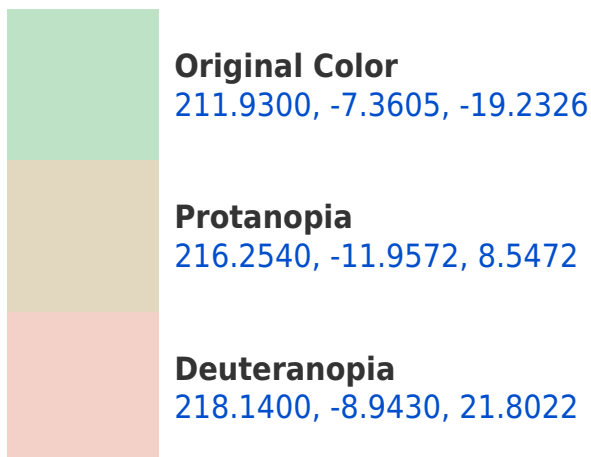 Original Color
211.9300, -7.3605, -19.2326
Protanopia
216.2540, -11.9572, 8.5472
Deuteranopia
218.1400, -8.9430, 21.8022